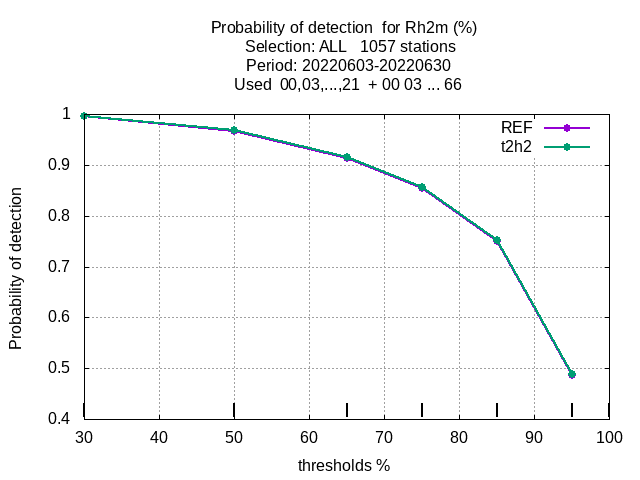 Probability of detection  for Rh2m (%)
Selection: ALL   1057 stations
Period: 20220603-20220630
Used  00,03,...,21  + 00 03 ... 66
REF
t2h2
1
0.9
0.8
0.7
0.6
0.5
0.4
Probability of detection
30 40 50 60 70 80 90 100
thresholds %